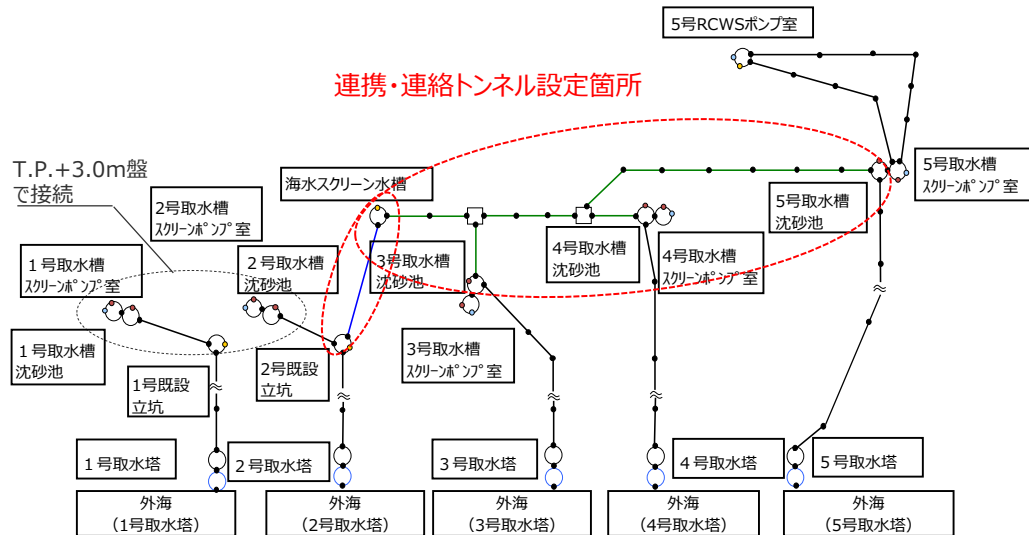 5号RCWSポンプ室
連携・連絡トンネル設定箇所
T.P.+3.0m盤
で接続
海水スクリーン水槽
5号取水槽
スクリーンポンプ室
2号取水槽
スクリーンポンプ室
5号取水槽
沈砂池
1号取水槽
スクリーンポンプ室
2号取水槽
沈砂池
3号取水槽
沈砂池
4号取水槽
沈砂池
4号取水槽
スクリーンポンプ室
1号取水槽
沈砂池
1号既設
立坑
2号既設
立坑
3号取水槽
スクリーンポンプ室
1号取水塔
2号取水塔
3号取水塔
4号取水塔
5号取水塔
外海
(1号取水塔)
外海
(2号取水塔)
外海
(3号取水塔)
外海
(4号取水塔)
外海
(5号取水塔)